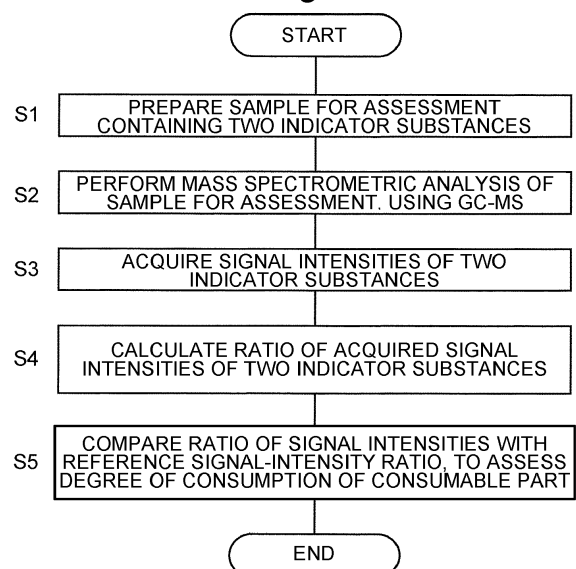 START
S1
PREPARE SAMPLE FOR ASSESSMENT
CONTAINING TWO INDICATOR SUBSTANCES
S2
PERFORM MASS SPECTROMETRIC ANALYSIS OF
SAMPLE FOR ASSESSMENT. USING GC-MS
S3
ACQUIRE SIGNAL INTENSITIES OF TWO
INDICATOR SUBSTANCES
S4
CALCULATE RATIO OF ACQUIRED SIGNAL
INTENSITIES OF TWO INDICATOR SUBSTANCES
S5
COMPARE RATIO OF SIGNAL INTENSITIES WITH
REFERENCE SIGNAL-INTENSITY RATIO, TO ASSESS
DEGREE OF CONSUMPTION OF CONSUMABLE PART
END